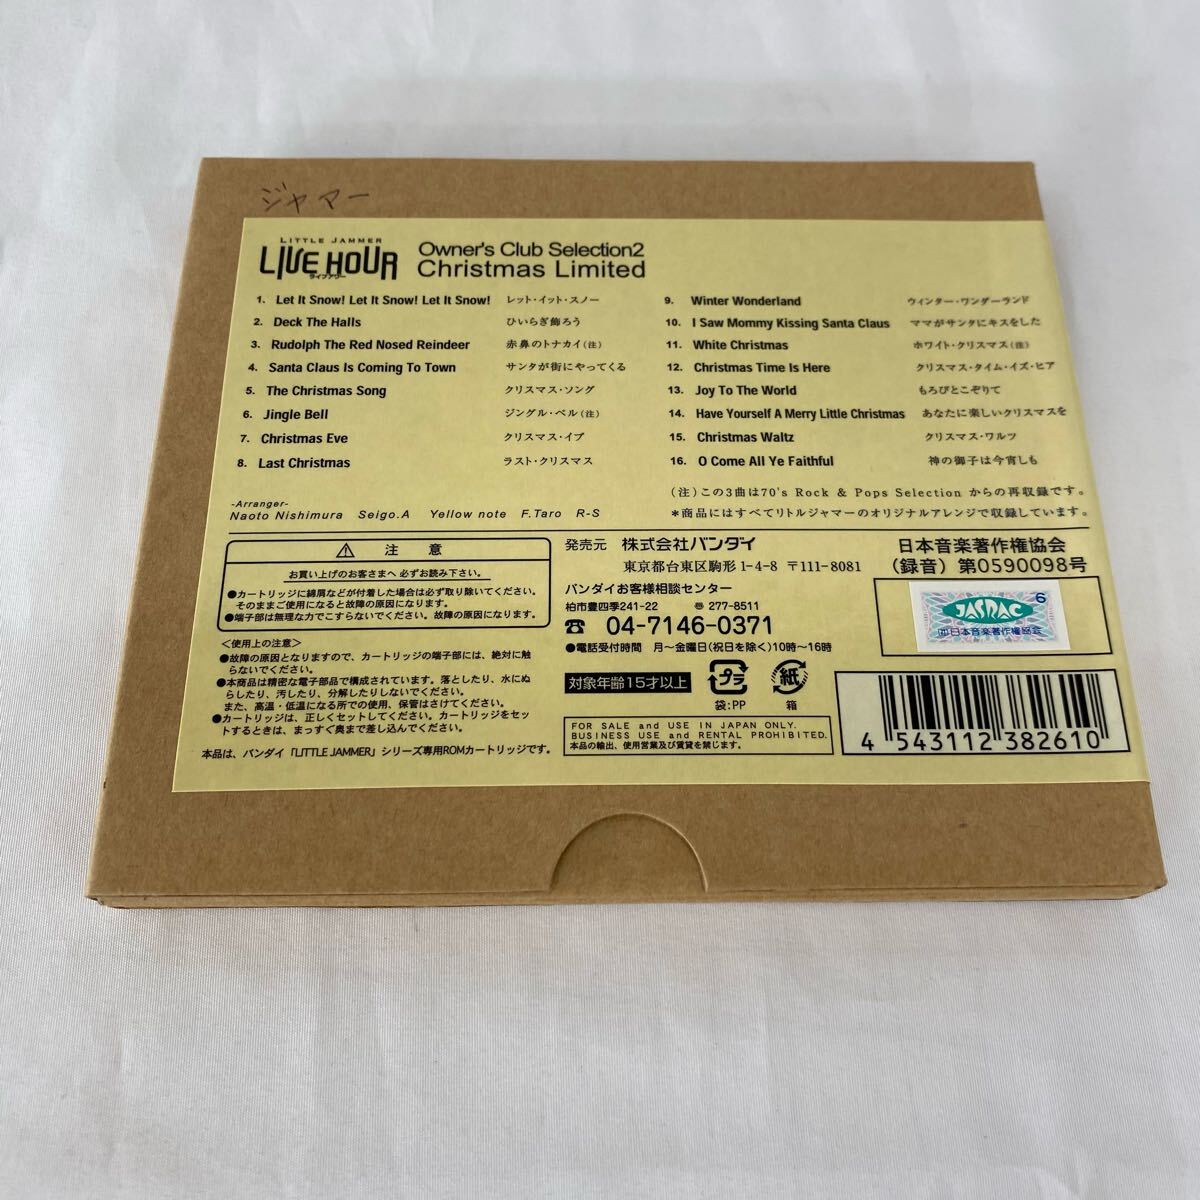 ジャマー
LITTLE JAMMER
LIVE HOUR
ライブアワー
Owner's Club Selection2
Christmas Limited
1. Let It Snow! Let It Snow! Let It Snow! レット・イット・スノー
2. Deck The Halls ひいらぎ飾ろう
3. Rudolph The Red Nosed Reindeer 赤鼻のトナカイ(注)
4. Santa Claus Is Coming To Town サンタが街にやってくる
5. The Christmas Song クリスマス・ソング
6. Jingle Bell ジングル・ベル(注)
7. Christmas Eve クリスマス・イブ
8. Last Christmas ラスト・クリスマス
9. Winter Wonderland ウィンター・ワンダーランド
10. I Saw Mommy Kissing Santa Claus ママがサンタにキスをした
11. White Christmas ホワイト・クリスマス(注)
12. Christmas Time Is Here クリスマス・タイム・イズ・ヒア
13. Joy To The World もろびとこぞりて
14. Have Yourself A Merry Little Christmas あなたに楽しいクリスマスを
15. Christmas Waltz クリスマス・ワルツ
16. O Come All Ye Faithful 神の御子は今宵しも
-Arranger-
Naoto Nishimura Seigo.A Yellow note F.Taro R-S
(注)この3曲は70's Rock & Pops Selection からの再収録です。
*商品にはすべてリトルジャマーのオリジナルアレンジで収録しています。
⚠ 注意
お買い上げのお客さまへ 必ずお読み下さい。
●カートリッジに綿屑などが付着した場合は必ず取り除いてください。
そのままご使用になると故障の原因になります。
●端子部は無理な力でこすらないでください。故障の原因になります。
<使用上の注意>
●故障の原因となりますので、カートリッジの端子部には、絶対に触
らないでください。
●本商品は精密な電子部品で構成されています。落としたり、水にぬ
らしたり、汚したり、分解したりしないでください。
また、高温・低温になる所での使用、保管はさけてください。
●カートリッジは、正しくセットしてください。カートリッジをセッ
トするときは、まっすぐ奥まで差し込んでください。
本品は、バンダイ「LITTLE JAMMER」シリーズ専用ROMカートリッジです。
発売元 株式会社バンダイ
東京都台東区駒形1-4-8 〒111-8081
バンダイお客様相談センター
柏市豊四季241-22 〠 277-8511
☎ 04-7146-0371
●電話受付時間 月～金曜日(祝日を除く)10時～16時
対象年齢15才以上
プラ
袋:PP
紙
箱
FOR SALE and USE IN JAPAN ONLY.
BUSINESS USE and RENTAL PROHIBITED.
本品の輸出、使用営業及び賃貸を禁じます。
日本音楽著作権協会
(録音)第0590098号
6
JASRAC
㈳日本音楽著作権協会
4 543112 382610